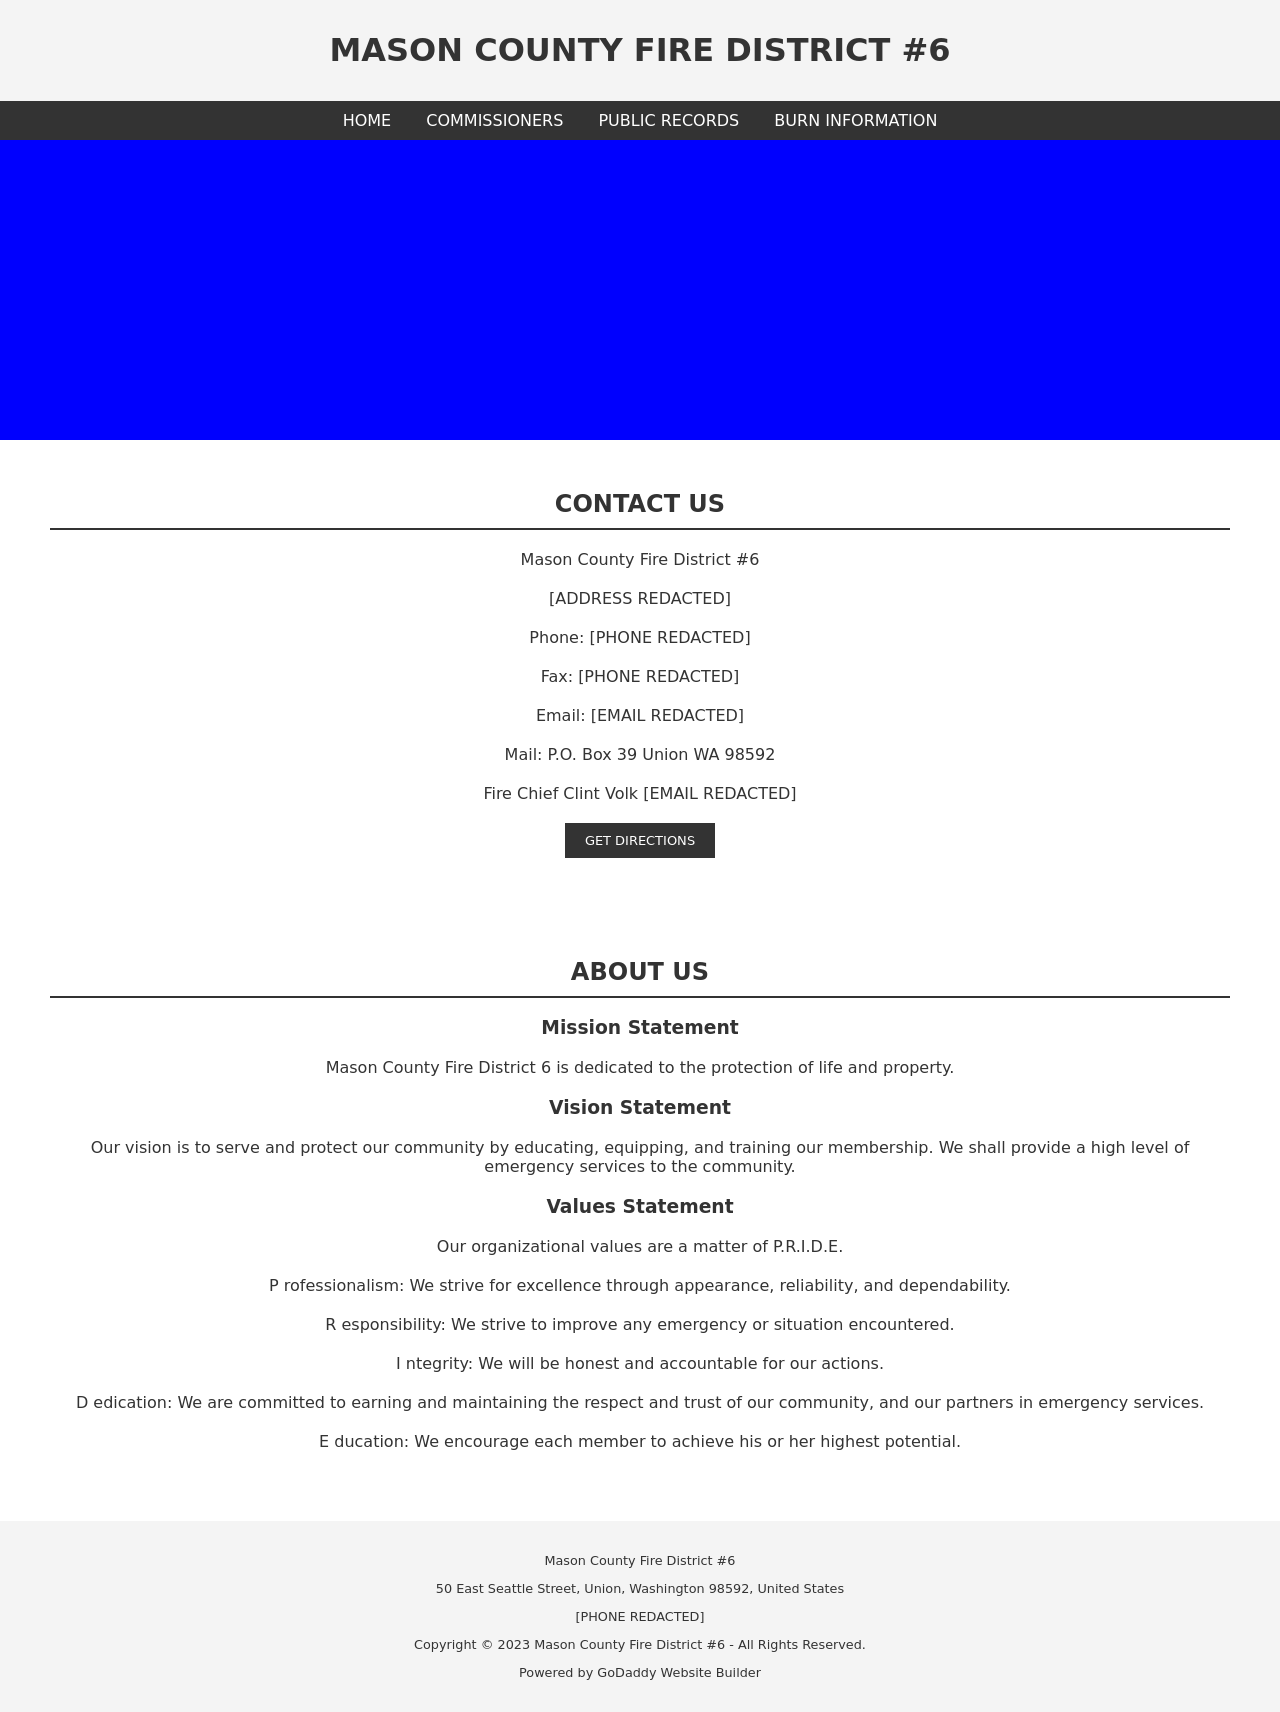 MASON COUNTY FIRE DISTRICT #6
HOME COMMISSIONERS PUBLIC RECORDS BURN INFORMATION
CONTACT US
Mason County Fire District #6
[ADDRESS REDACTED]
Phone: [PHONE REDACTED]
Fax: [PHONE REDACTED]
Email: [EMAIL REDACTED]
Mail: P.O. Box 39 Union WA 98592
Fire Chief Clint Volk [EMAIL REDACTED]
GET DIRECTIONS
ABOUT US
Mission Statement
Mason County Fire District 6 is dedicated to the protection of life and property.
Vision Statement
Our vision is to serve and protect our community by educating, equipping, and training our membership. We shall provide a high level of
emergency services to the community.
Values Statement
Our organizational values are a matter of P.R.I.D.E.
P rofessionalism: We strive for excellence through appearance, reliability, and dependability.
R esponsibility: We strive to improve any emergency or situation encountered.
I ntegrity: We will be honest and accountable for our actions.
D edication: We are committed to earning and maintaining the respect and trust of our community, and our partners in emergency services.
E ducation: We encourage each member to achieve his or her highest potential.
Mason County Fire District #6
50 East Seattle Street, Union, Washington 98592, United States
[PHONE REDACTED]
Copyright © 2023 Mason County Fire District #6 - All Rights Reserved.
Powered by GoDaddy Website Builder